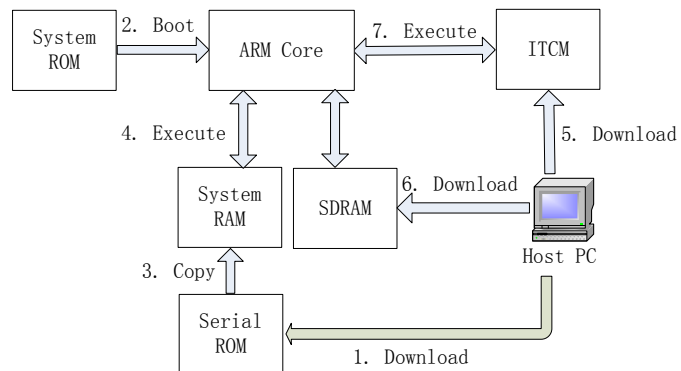 System
ROM
2. Boot
ARM Core
7. Execute
ITCM
4. Execute
5. Download
System
RAM
SDRAM
6. Download
Host PC
3. Copy
Serial
ROM
1. Download